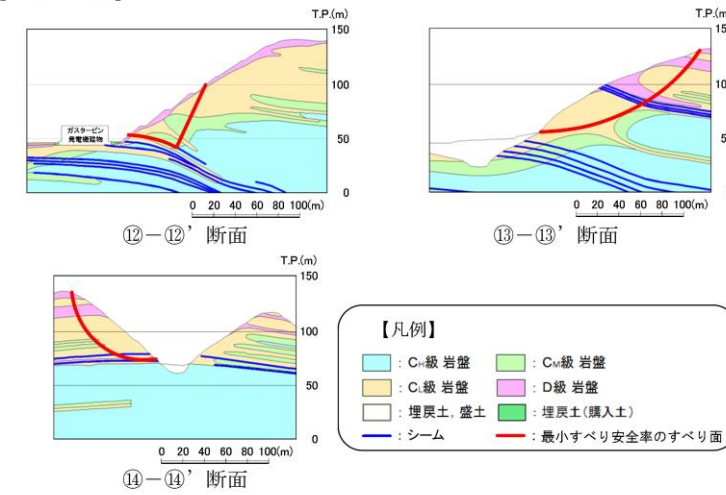 T.P.(m)
150
100
50
0
ガスタービン
発電機建物
0 20 40 60 80 100(m)
⑫－⑫’断面
T.P.(m)
100
0 20 40 60 80 100(m)
⑬－⑬’断面
T.P.(m)
150
100
50
0
0 20 40 60 80 100(m)
⑭－⑭’断面
【凡例】
：CH級 岩盤
：CM級 岩盤
：CL級 岩盤
：D級 岩盤
：埋戻土，盛土
：埋戻土(購入土)
：シーム
：最小すべり安全率のすべり面